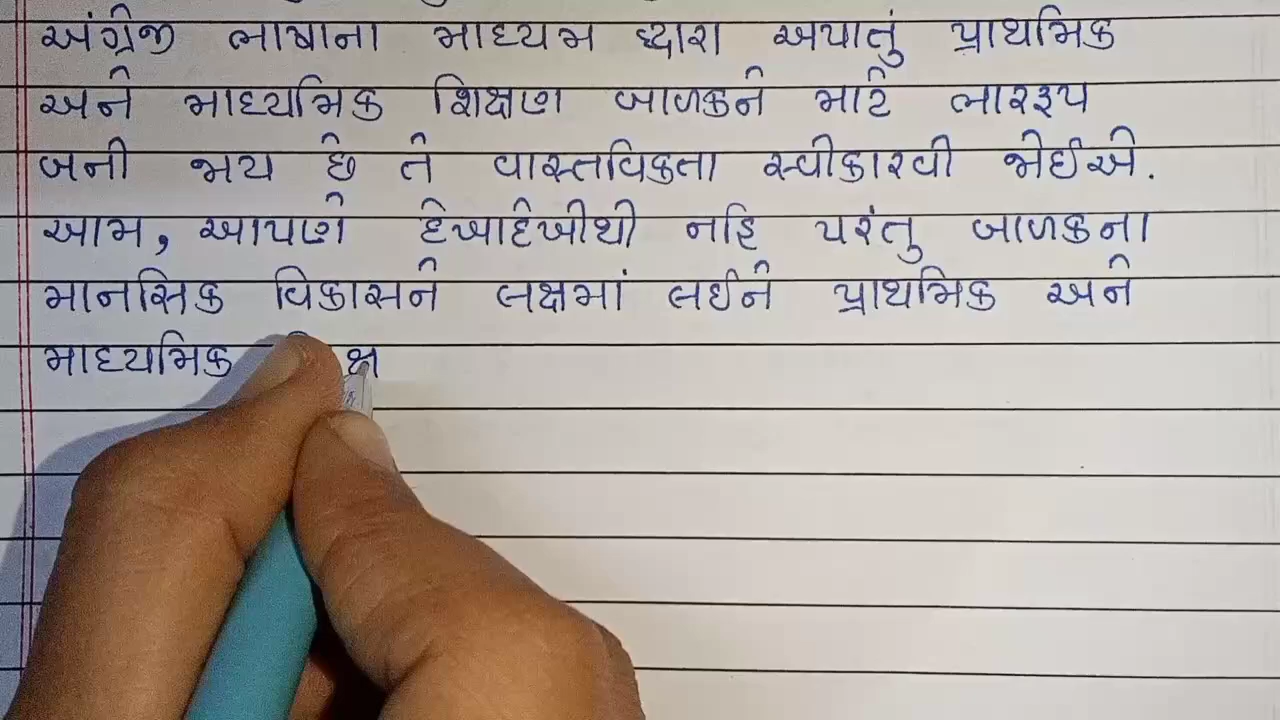 અંગ્રેજી ભાષાના માધ્યમ દ્વારા અપાતું પ્રાથમિક
અને માધ્યમિક શિક્ષણ બાળકને માટે ભારરૂપ
બની જાય છે તે વાસ્તવિકતા સ્વીકારવી જોઈએ.
આમ, આપણે દેખાદેખીથી નહિ પરંતુ બાળકના
માનસિક વિકાસને લક્ષમાં લઈને પ્રાથમિક અને
માધ્યમિક